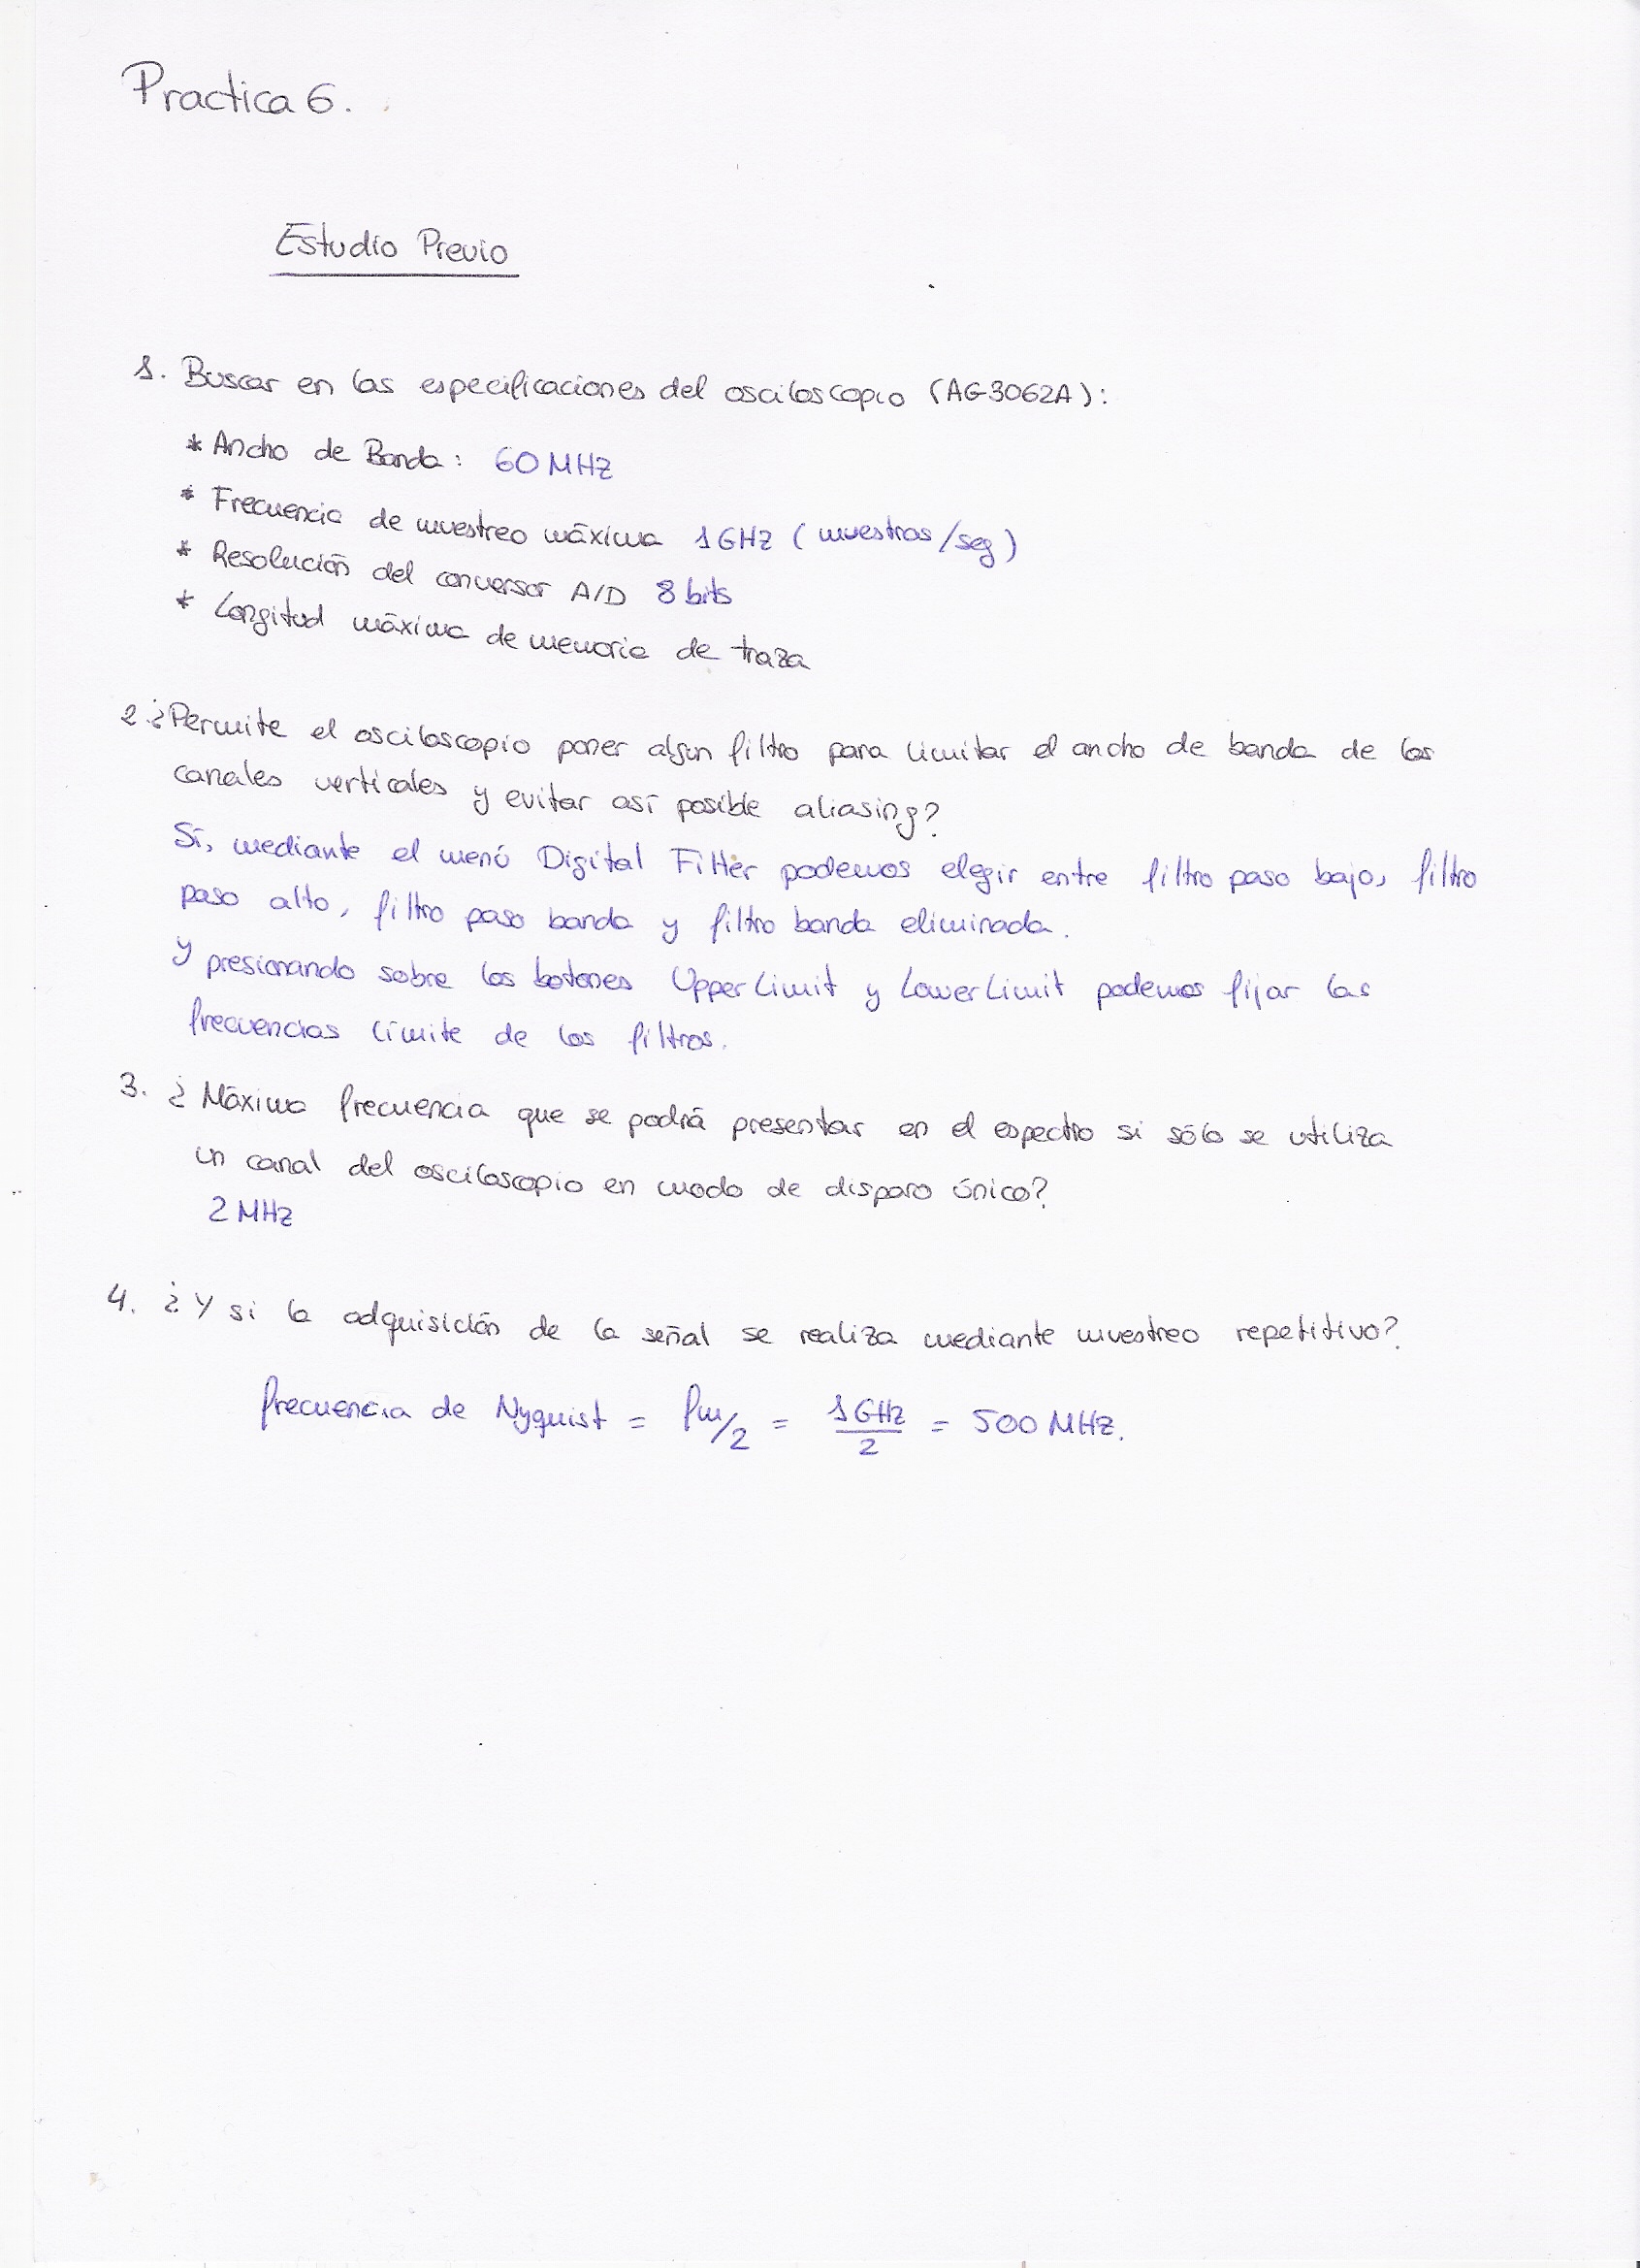 Practica 6.
Estudio Previo
1. Buscar en las especificaciones del osciloscopio (AG3062A):
* Ancho de Banda: 60 MHz
* Frecuencia de muestreo máxima 1 GHz (muestras/seg)
* Resolución del conversor A/D 8 bits
* Longitud máxima de memoria de traza
2. ¿Permite el osciloscopio poner algun filtro para limitar el ancho de banda de los
canales verticales y evitar así posible aliasing?
Sí, mediante el menú Digital Filter podemos elegir entre filtro paso bajo, filtro
paso alto, filtro paso banda y filtro banda eliminada.
y presionando sobre los botones Upper Limit y Lower Limit podemos fijar las
frecuencias límite de los filtros.
3. ¿Máxima frecuencia que se podrá presentar en el espectro si sólo se utiliza
un canal del osciloscopio en modo de disparo único?
2 MHz
4. ¿Y si la adquisición de la señal se realiza mediante muestreo repetitivo?
frecuencia de Nyquist = fm/2 = 1GHz/2 = 500 MHz.